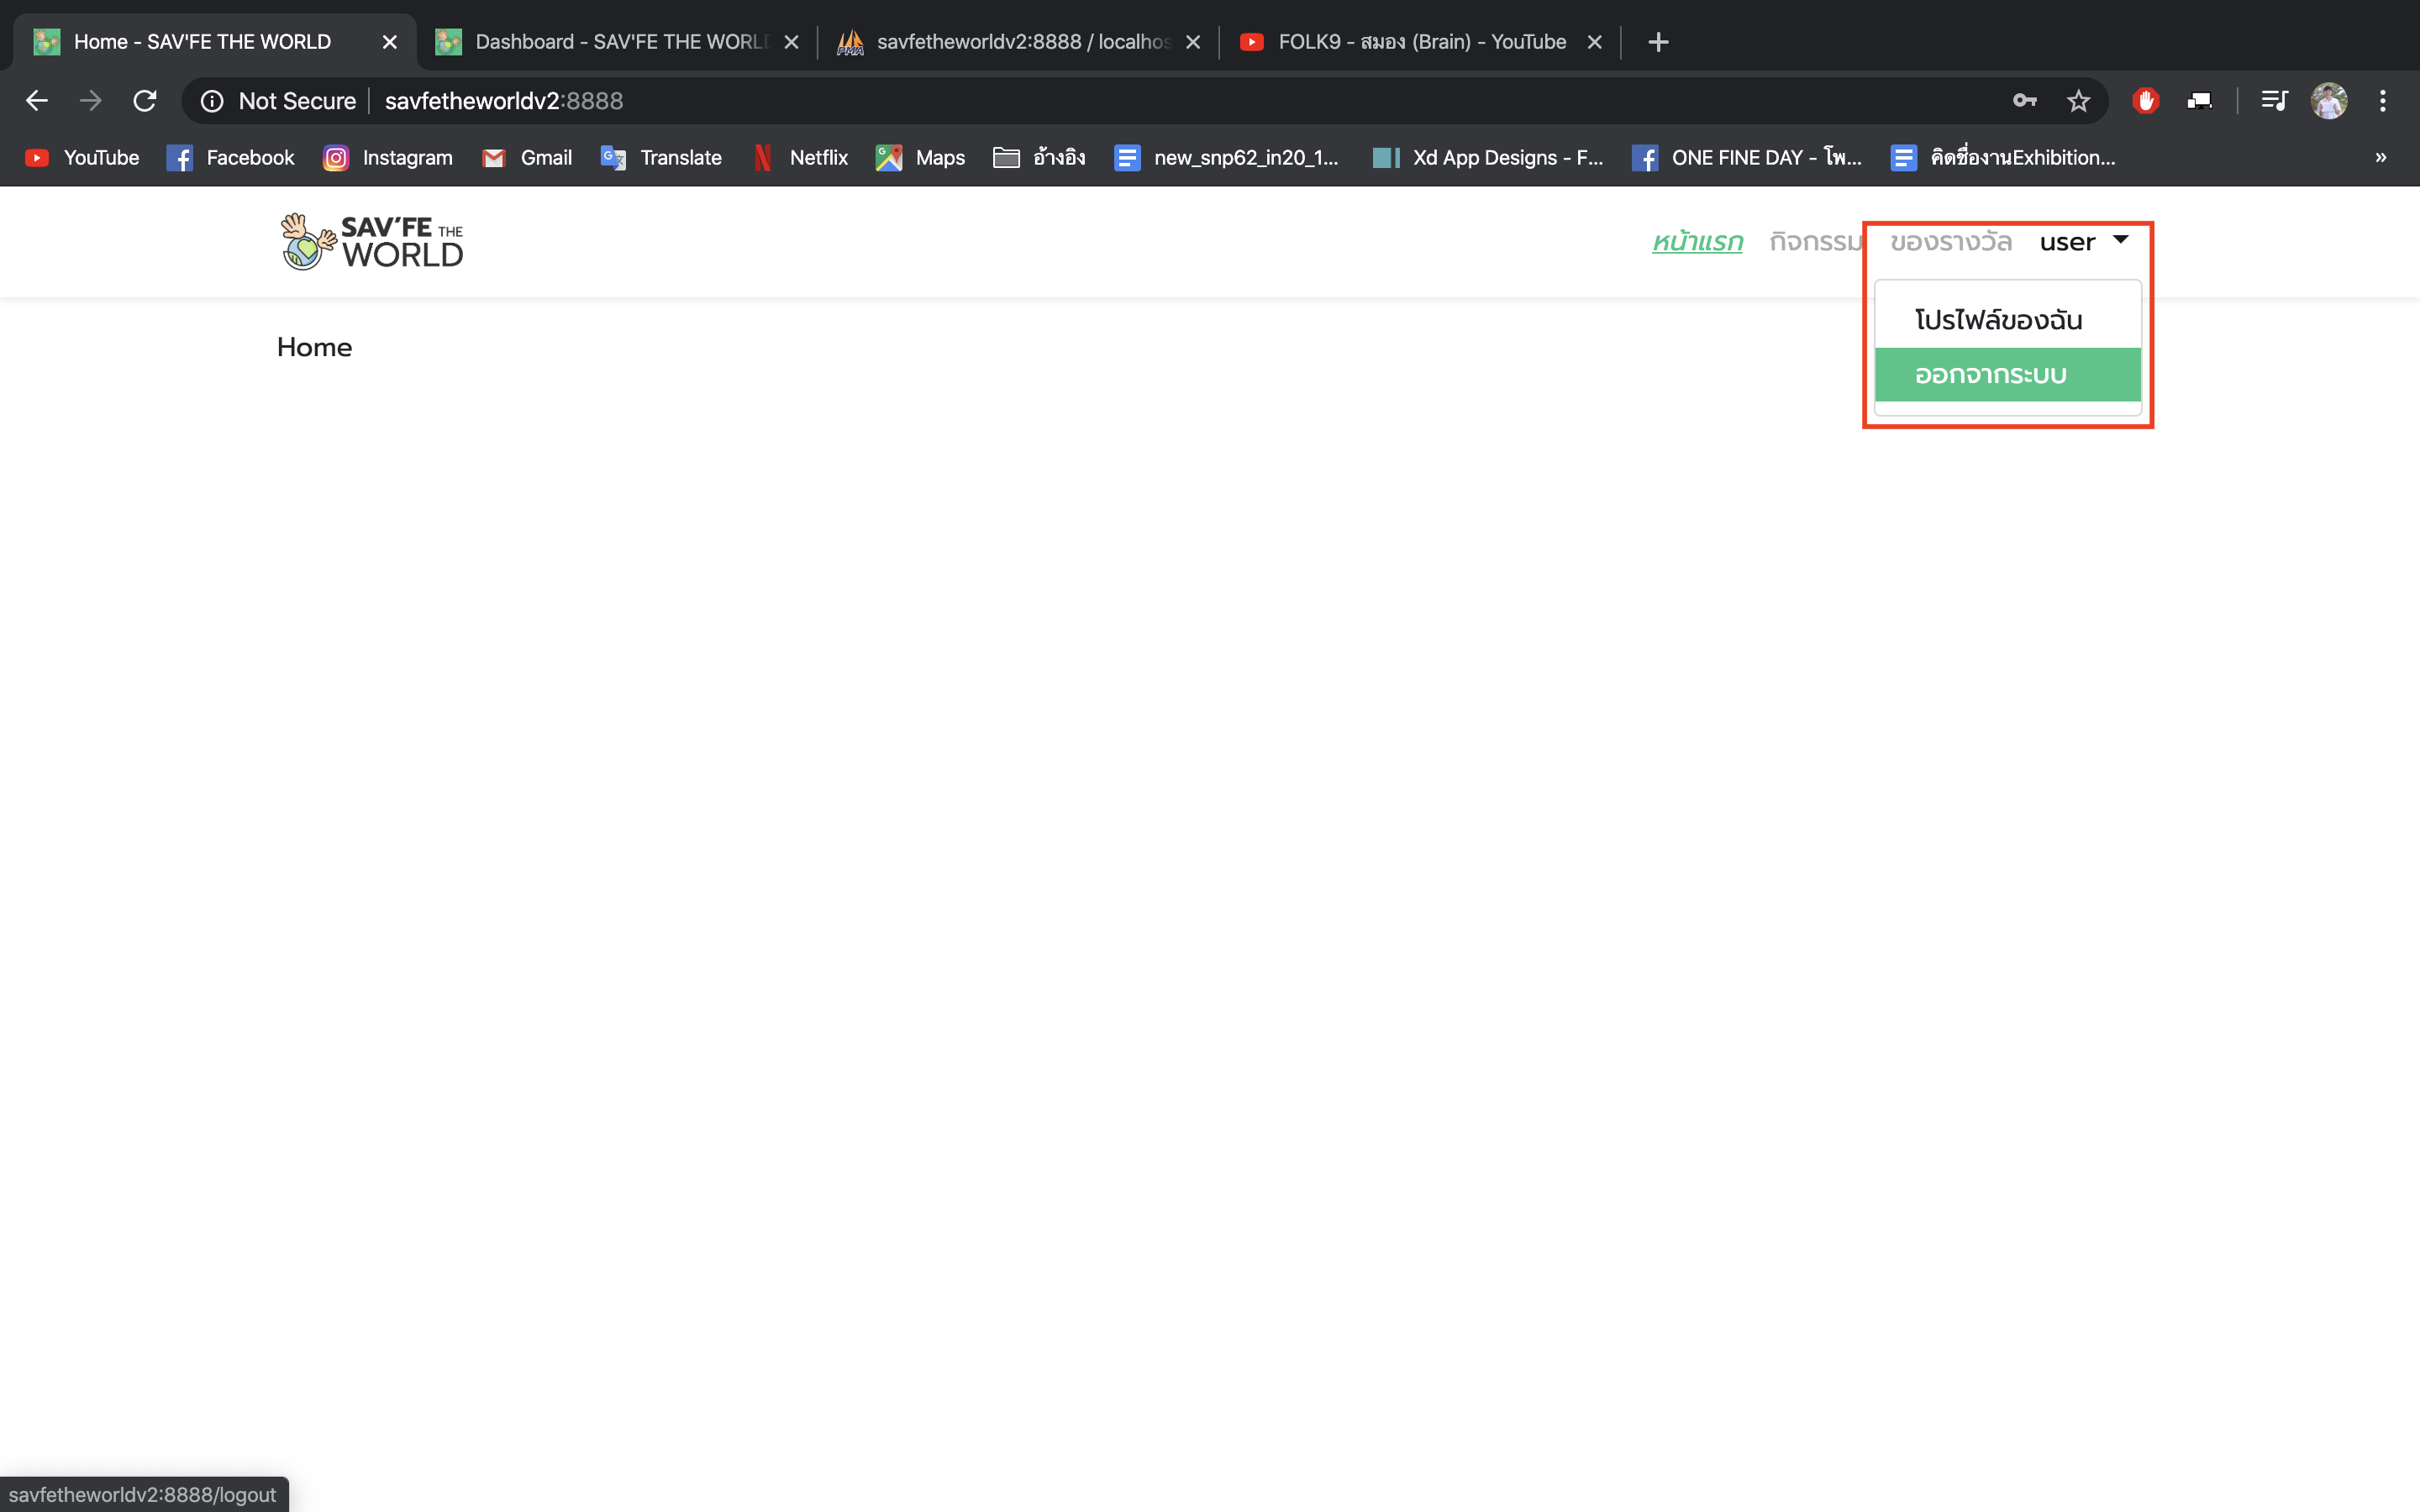 Home - SAV'FE THE WORLD
Dashboard - SAV'FE THE WORL
savfetheworldv2:8888 / localhos
FOLK9 - สมอง (Brain) - YouTube
Not Secure
savfetheworldv2:8888
YouTube
Facebook
Instagram
Gmail
Translate
Netflix
Maps
อ้างอิง
new_snp62_in20_1...
Xd App Designs - F...
ONE FINE DAY - โพ...
คิดชื่องานExhibition...
SAV'FE THE
WORLD
หน้าแรก
กิจกรรม
ของรางวัล
user
โปรไฟล์ของฉัน
ออกจากระบบ
Home
savfetheworldv2:8888/logout